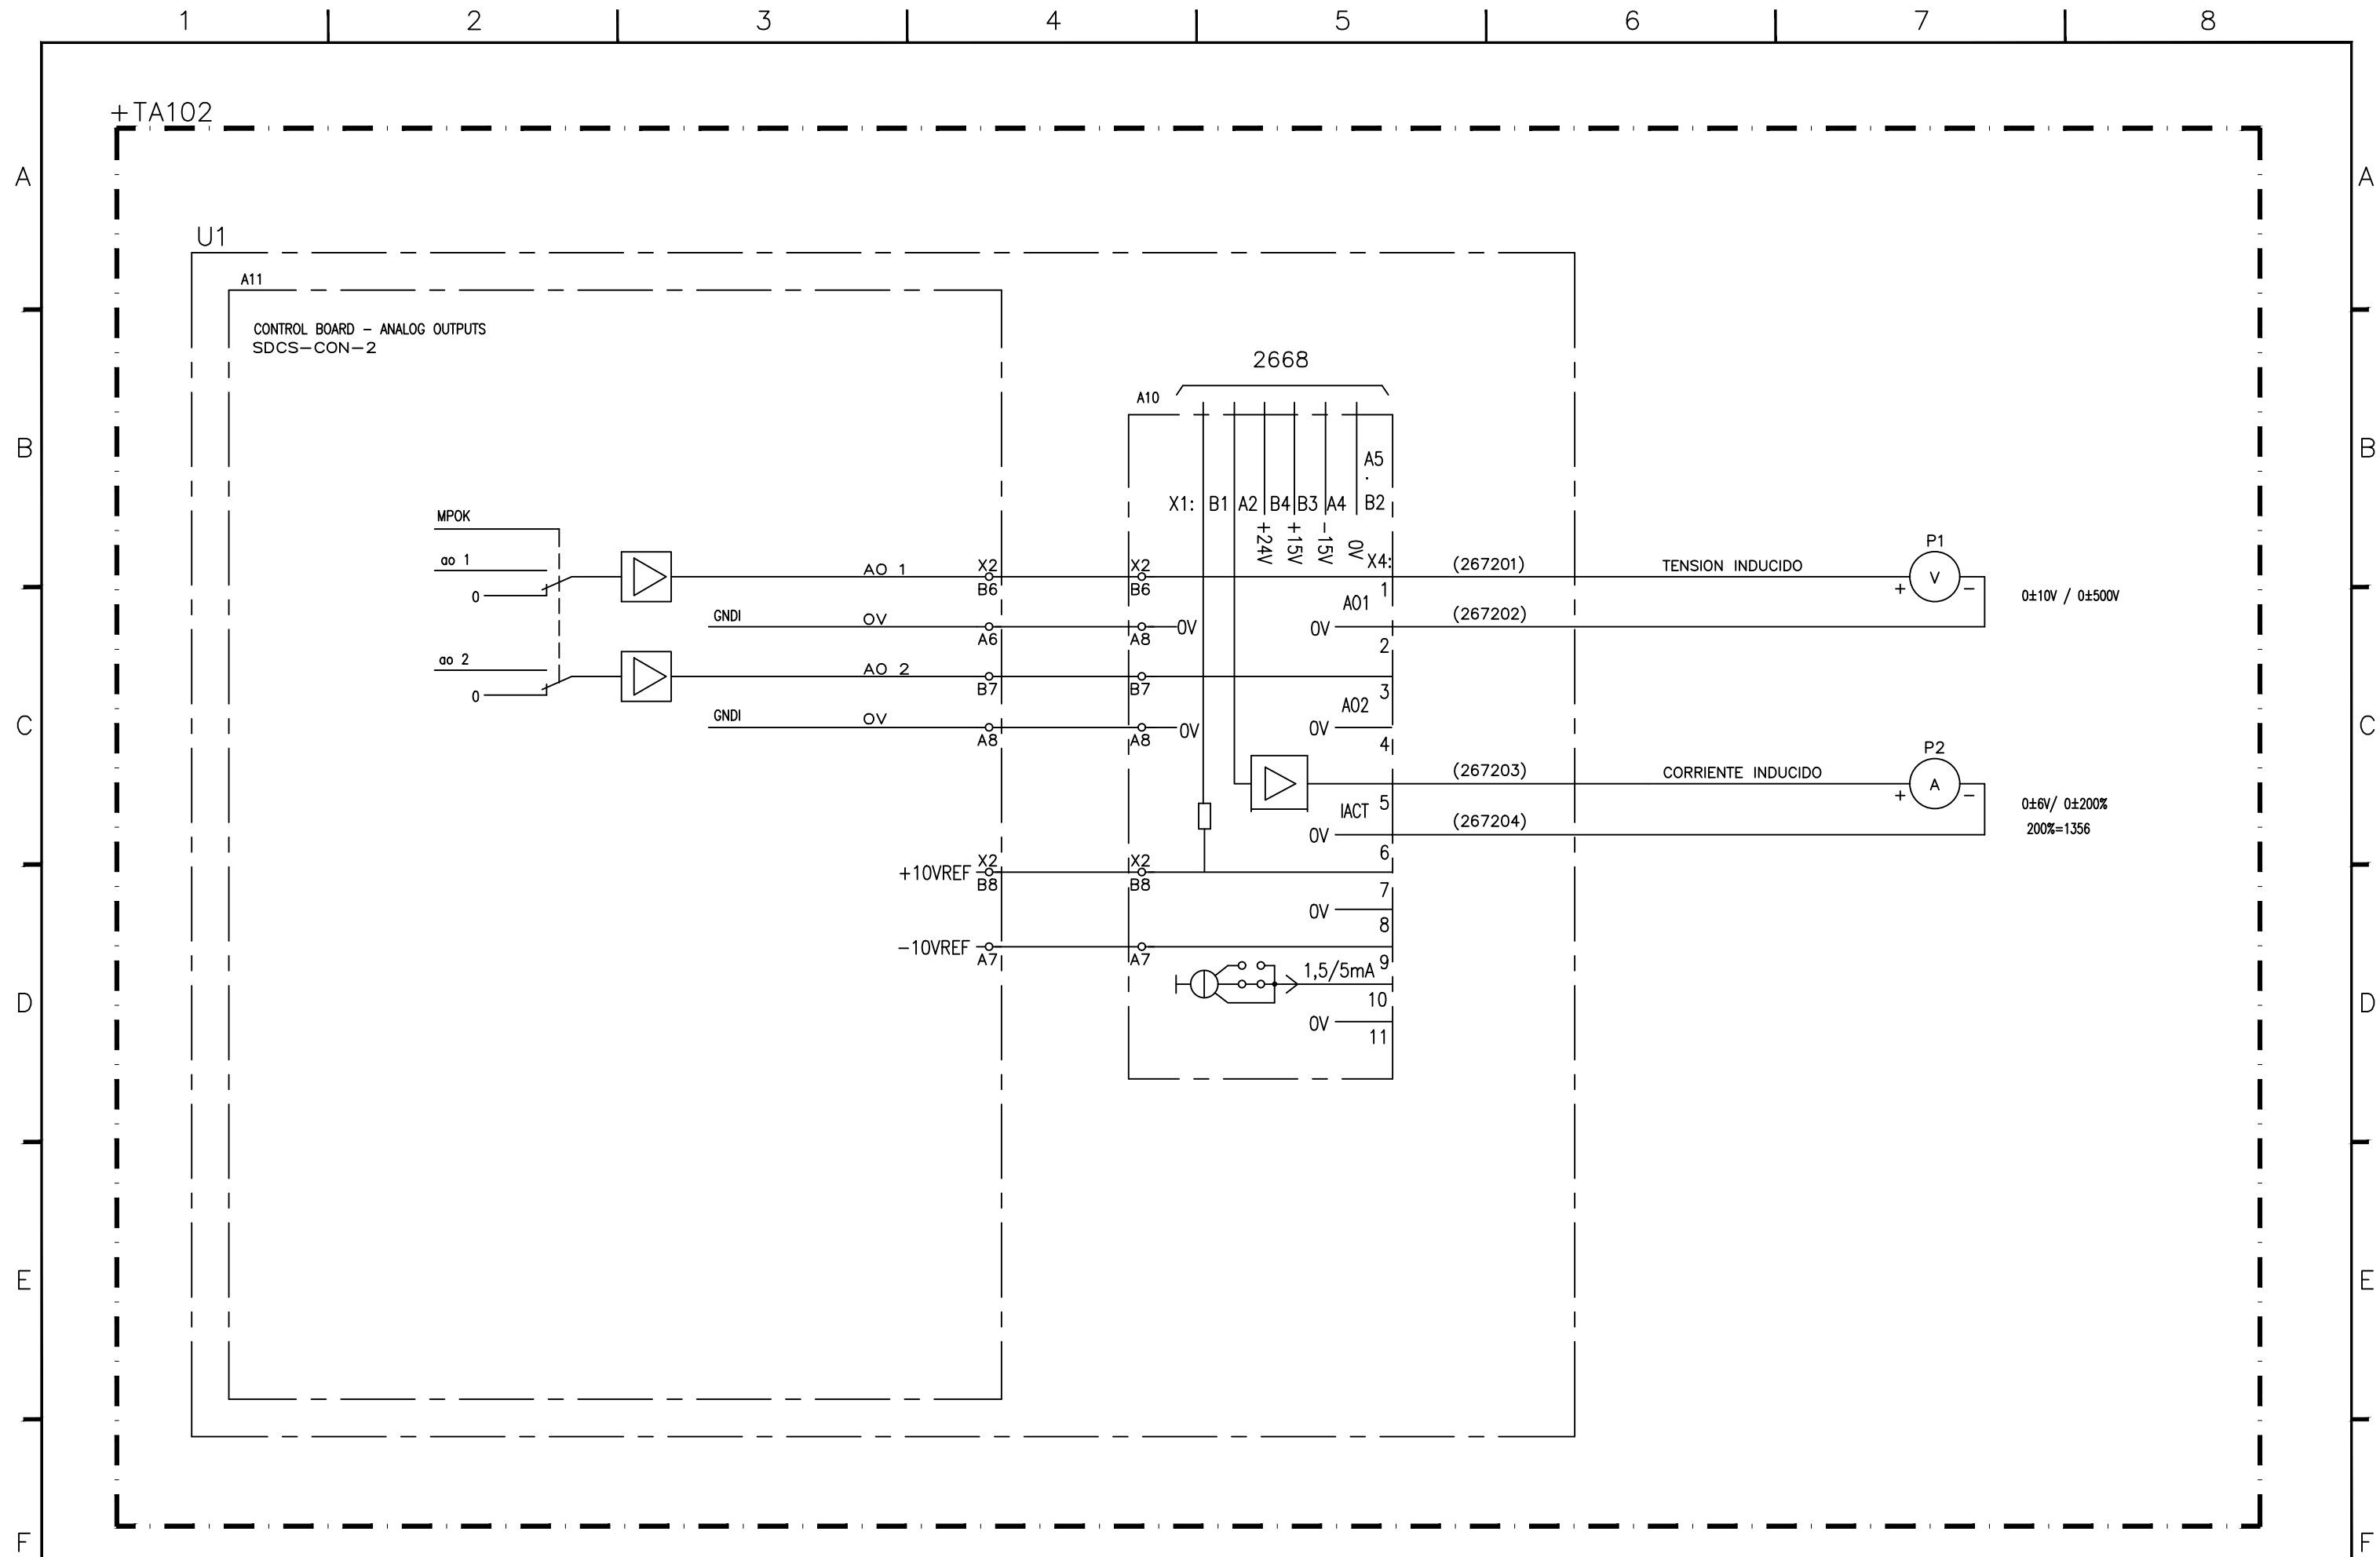 1 2 3 4 5 6 7 8
+TA102
A A
U1
A11
CONTROL BOARD - ANALOG OUTPUTS
SDCS-CON-2
2668
A10
B B
A5
.
X1: B1 A2 B4 B3 A4 B2
+24V +15V -15V 0V
MPOK
P1
ao 1
AO 1 X2 X2 X4: (267201) TENSION INDUCIDO
V
0 B6 B6 1 + - 0±10V / 0±500V
AO1
GNDI 0V 0V 0V (267202)
A6 A8 2
ao 2
AO 2
0 B7 B7 3
AO2
GNDI 0V 0V 0V
C C
A8 A8 4
P2
(267203) CORRIENTE INDUCIDO
A
+ - 0±6V/ 0±200%
IACT 5
200%=1356
0V (267204)
6
+10VREF X2 X2
B8 B8 7
0V
8
-10VREF
A7 A7 9
1,5/5mA
D D
10
0V
11
E E
F F